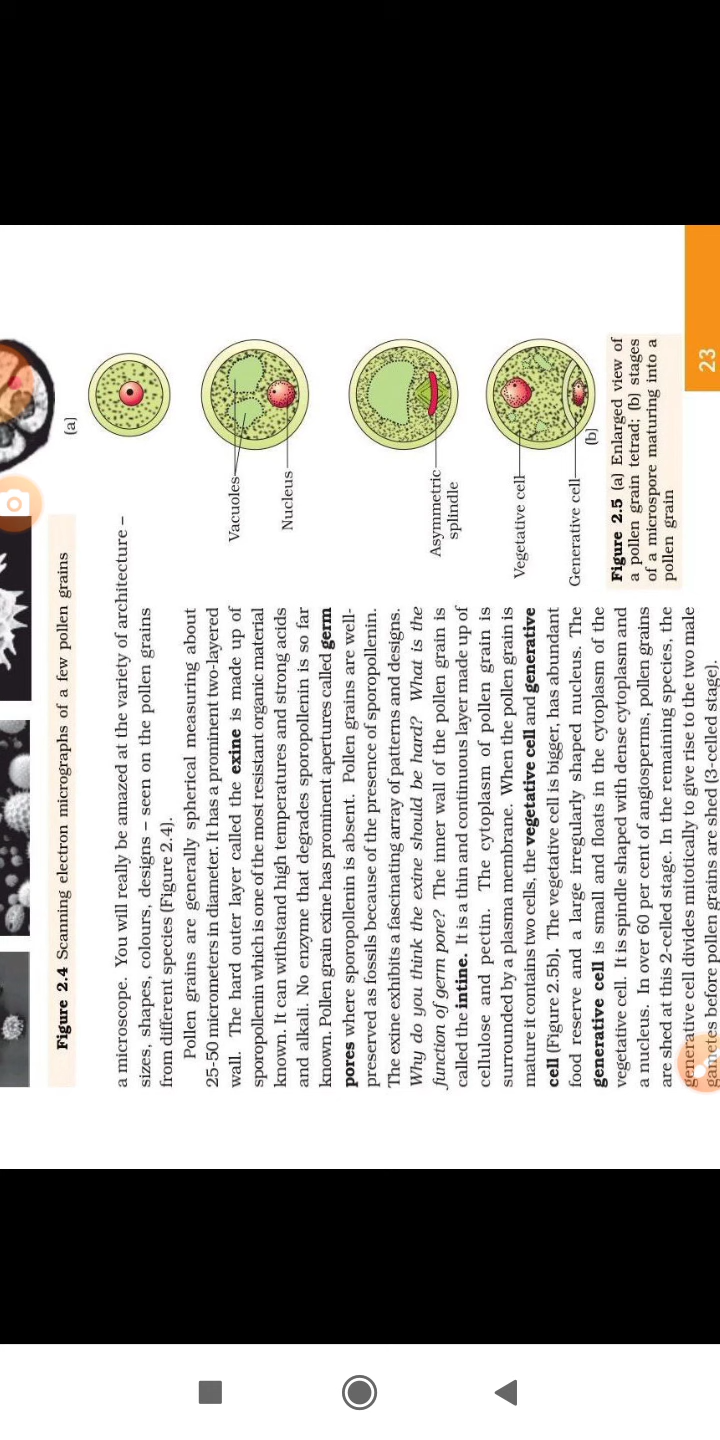 Figure 2.4 Scanning electron micrographs of a few pollen grains
(a)
a microscope. You will really be amazed at the variety of architecture –
sizes, shapes, colours, designs – seen on the pollen grains
from different species (Figure 2.4).
Pollen grains are generally spherical measuring about
25-50 micrometers in diameter. It has a prominent two-layered
wall. The hard outer layer called the exine is made up of
sporopollenin which is one of the most resistant organic material
known. It can withstand high temperatures and strong acids
and alkali. No enzyme that degrades sporopollenin is so far
known. Pollen grain exine has prominent apertures called germ
pores where sporopollenin is absent. Pollen grains are well-
preserved as fossils because of the presence of sporopollenin.
The exine exhibits a fascinating array of patterns and designs.
Why do you think the exine should be hard? What is the
function of germ pore? The inner wall of the pollen grain is
called the intine. It is a thin and continuous layer made up of
cellulose and pectin. The cytoplasm of pollen grain is
surrounded by a plasma membrane. When the pollen grain is
mature it contains two cells, the vegetative cell and generative
cell (Figure 2.5b). The vegetative cell is bigger, has abundant
food reserve and a large irregularly shaped nucleus. The
generative cell is small and floats in the cytoplasm of the
vegetative cell. It is spindle shaped with dense cytoplasm and
a nucleus. In over 60 per cent of angiosperms, pollen grains
are shed at this 2-celled stage. In the remaining species, the
generative cell divides mitotically to give rise to the two male
gametes before pollen grains are shed (3-celled stage).
Vacuoles
Nucleus
Asymmetric
splindle
Vegetative cell
Generative cell
(b)
Figure 2.5 (a) Enlarged view of
a pollen grain tetrad; (b) stages
of a microspore maturing into a
pollen grain
23